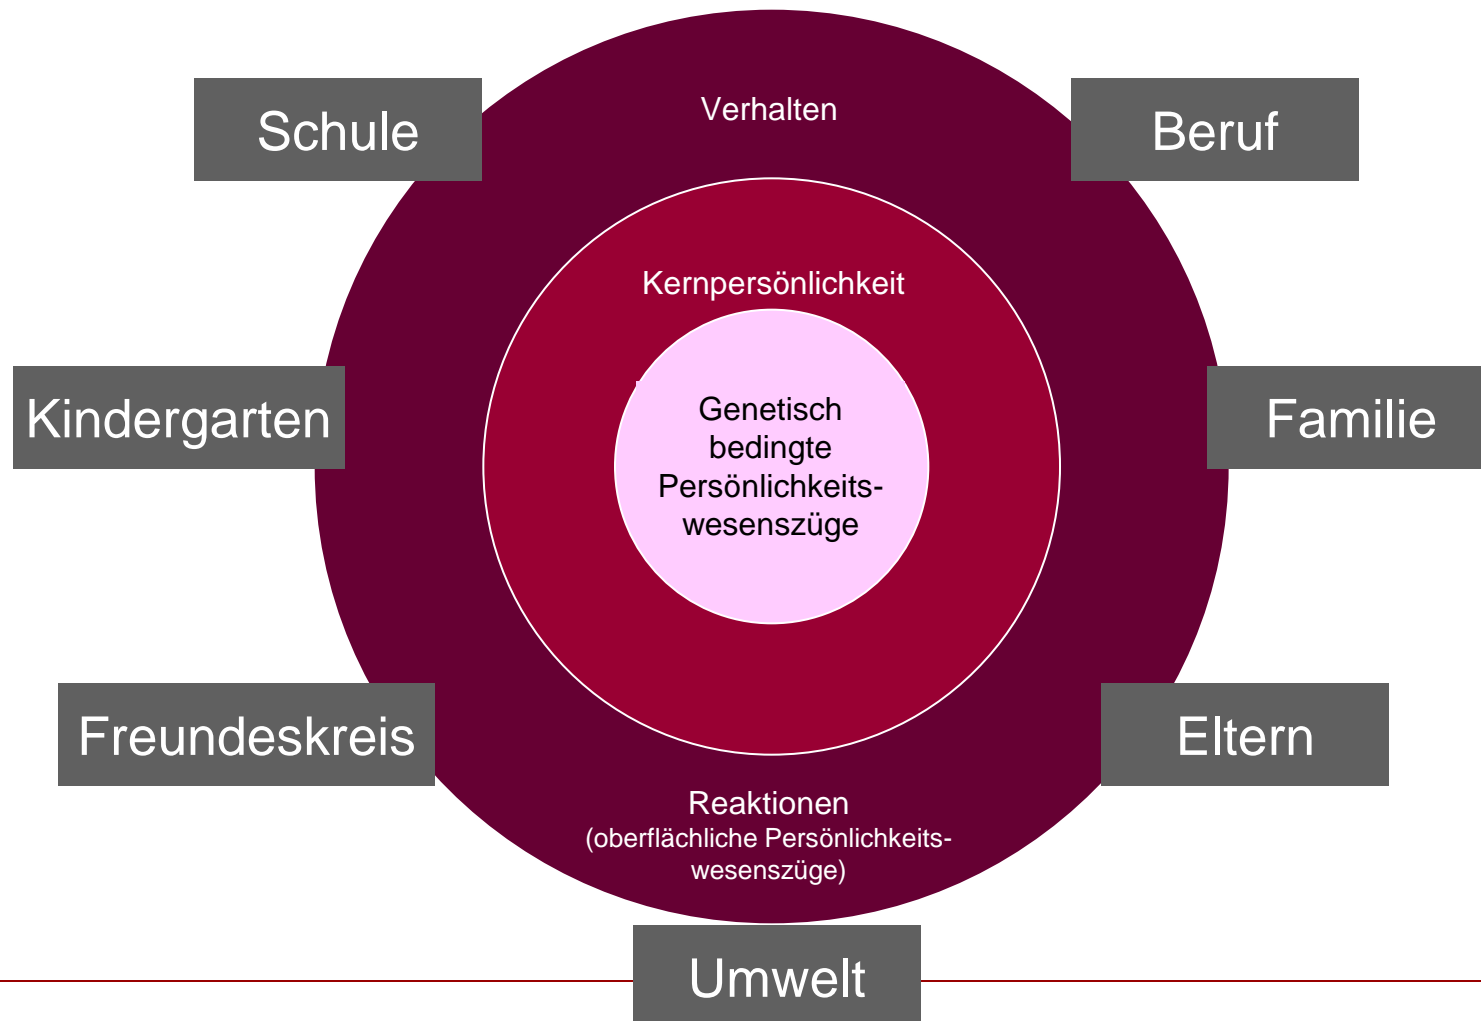 Verhalten
Schule
Beruf
Kernpersönlichkeit
Kindergarten
Familie
Genetisch
bedingte
Persönlichkeits-
wesenszüge
Freundeskreis
Eltern
Reaktionen
(oberflächliche Persönlichkeits-
wesenszüge)
Umwelt